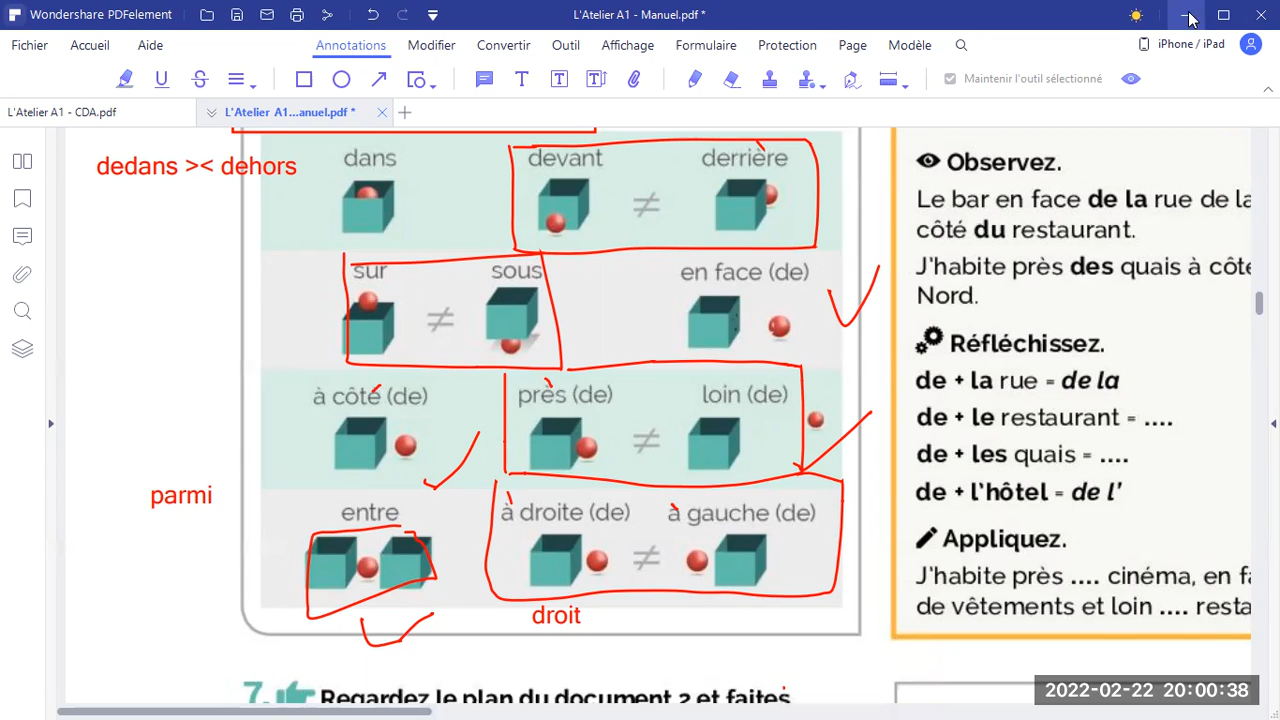 Wondershare PDFelement
L'Atelier A1 - Manuel.pdf *
Fichier Accueil Aide Annotations Modifier Convertir Outil Affichage Formulaire Protection Page Modèle iPhone / iPad
Maintenir l'outil sélectionné
L'Atelier A1 - CDA.pdf L'Atelier A1...anuel.pdf *
dedans >< dehors
dans devant derrière
≠
sur sous en face (de)
≠
à côté (de) près (de) loin (de)
≠
parmi
entre à droite (de) à gauche (de)
≠
droit
7. Regardez le plan du document 2 et faites
Observez.
Le bar en face de la rue de la
côté du restaurant.
J'habite près des quais à côté
Nord.
Réfléchissez.
de + la rue = de la
de + le restaurant = ....
de + les quais = ....
de + l'hôtel = de l'
Appliquez.
J'habite près .... cinéma, en
de vêtements et loin ....
2022-02-22 20:00:38